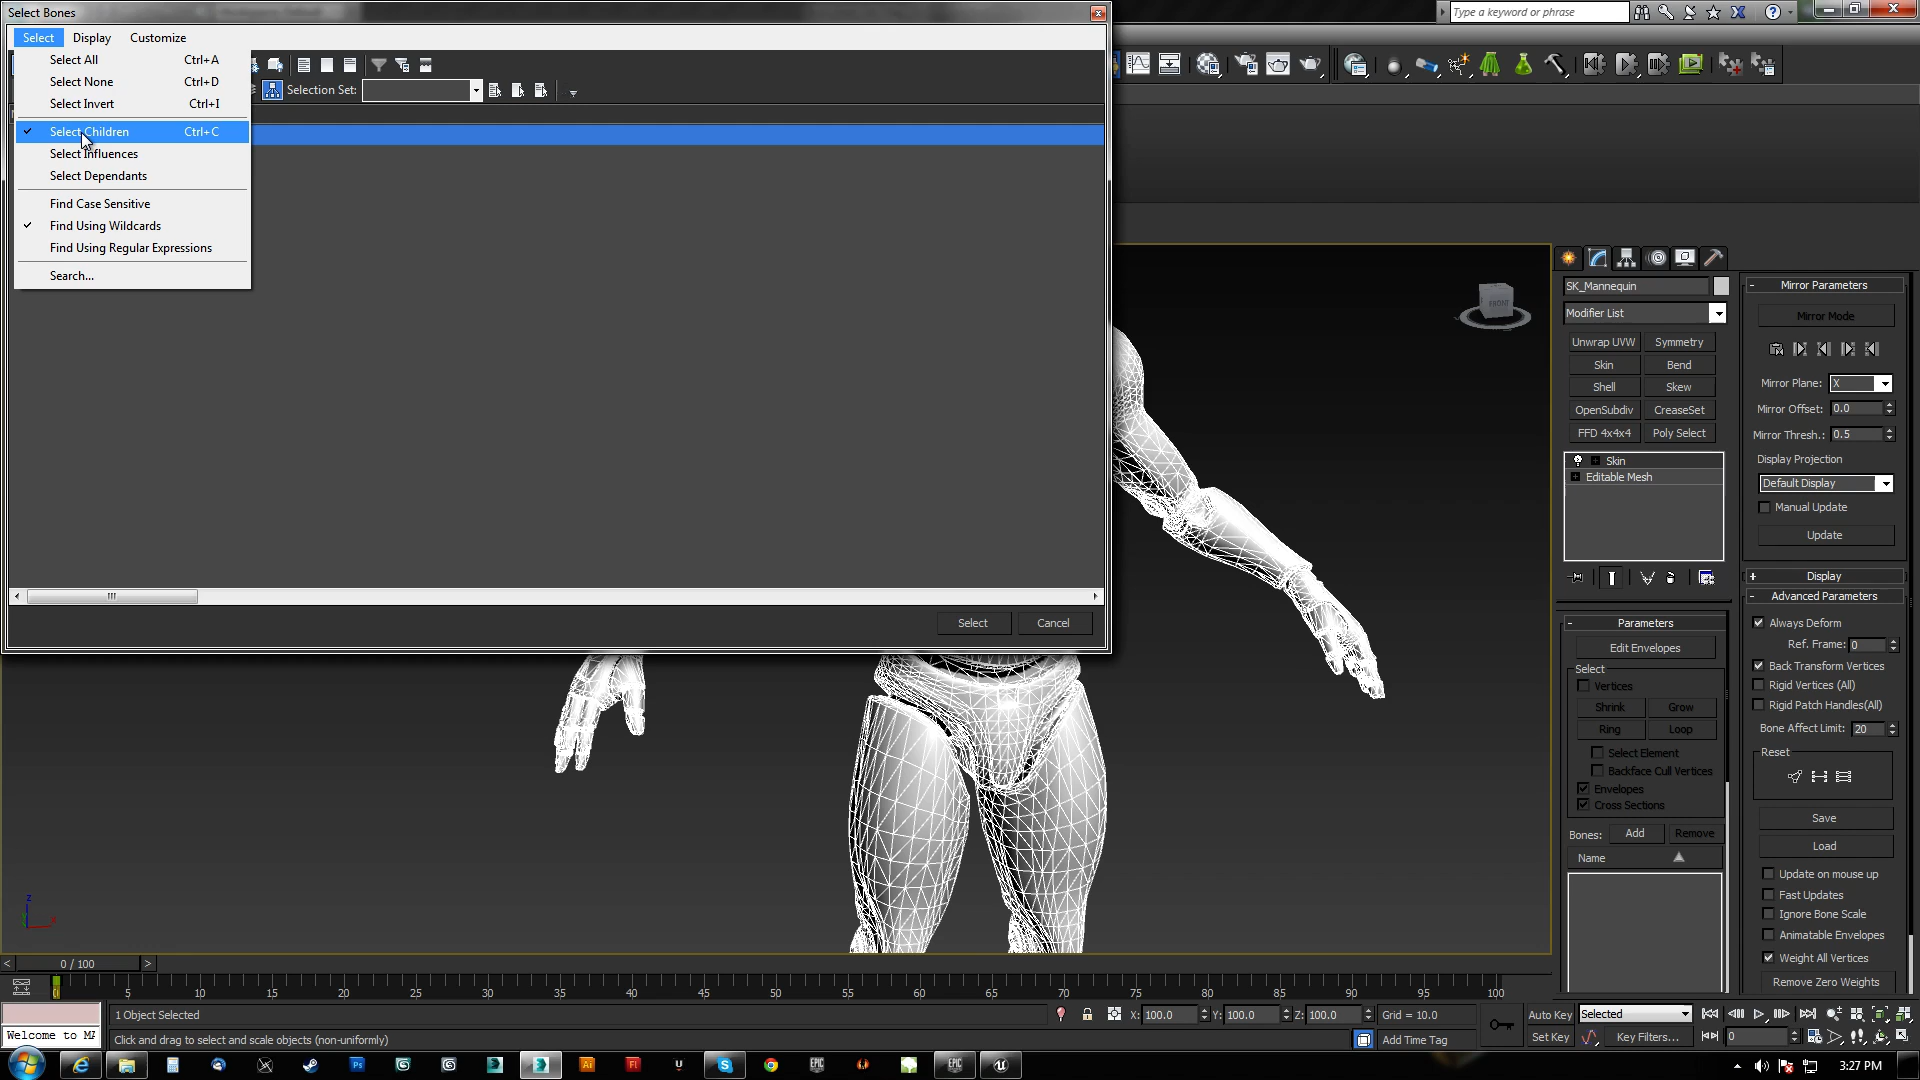 Select Bones
Type a keyword or phrase
Select Display Customize
Select All Ctrl+A
Select None Ctrl+D
Select Invert Ctrl+I
Select Children Ctrl+C
Select Influences
Select Dependants
Find Case Sensitive
Find Using Wildcards
Find Using Regular Expressions
Search...
Selection Set:
Select Cancel
FRONT
SK_Mannequin
Modifier List
Unwrap UVW Symmetry
Skin Bend
Shell Skew
OpenSubdiv CreaseSet
FFD 4x4x4 Poly Select
Skin
Editable Mesh
- Parameters
Edit Envelopes
Select
Vertices
Shrink Grow
Ring Loop
Select Element
Backface Cull Vertices
Envelopes
Cross Sections
Bones: Add Remove
Name
- Mirror Parameters
Mirror Mode
Mirror Plane: X
Mirror Offset: 0.0
Mirror Thresh.: 0.5
Display Projection
Default Display
Manual Update
Update
+ Display
- Advanced Parameters
Always Deform
Ref. Frame: 0
Back Transform Vertices
Rigid Vertices (All)
Rigid Patch Handles(All)
Bone Affect Limit: 20
Reset
Save
Load
Update on mouse up
Fast Updates
Ignore Bone Scale
Animatable Envelopes
Weight All Vertices
Remove Zero Weights
z
x
< 0 / 100 >
0 5 10 15 20 25 30 35 40 45 50 55 60 65 70 75 80 85 90 95 100
1 Object Selected X: 100.0 Y: 100.0 Z: 100.0 Grid = 10.0 Auto Key Selected
Welcome to MA Click and drag to select and scale objects (non-uniformly) Add Time Tag Set Key Key Filters... 0
Ps Ai Fl S EPIC EPIC
3:27 PM